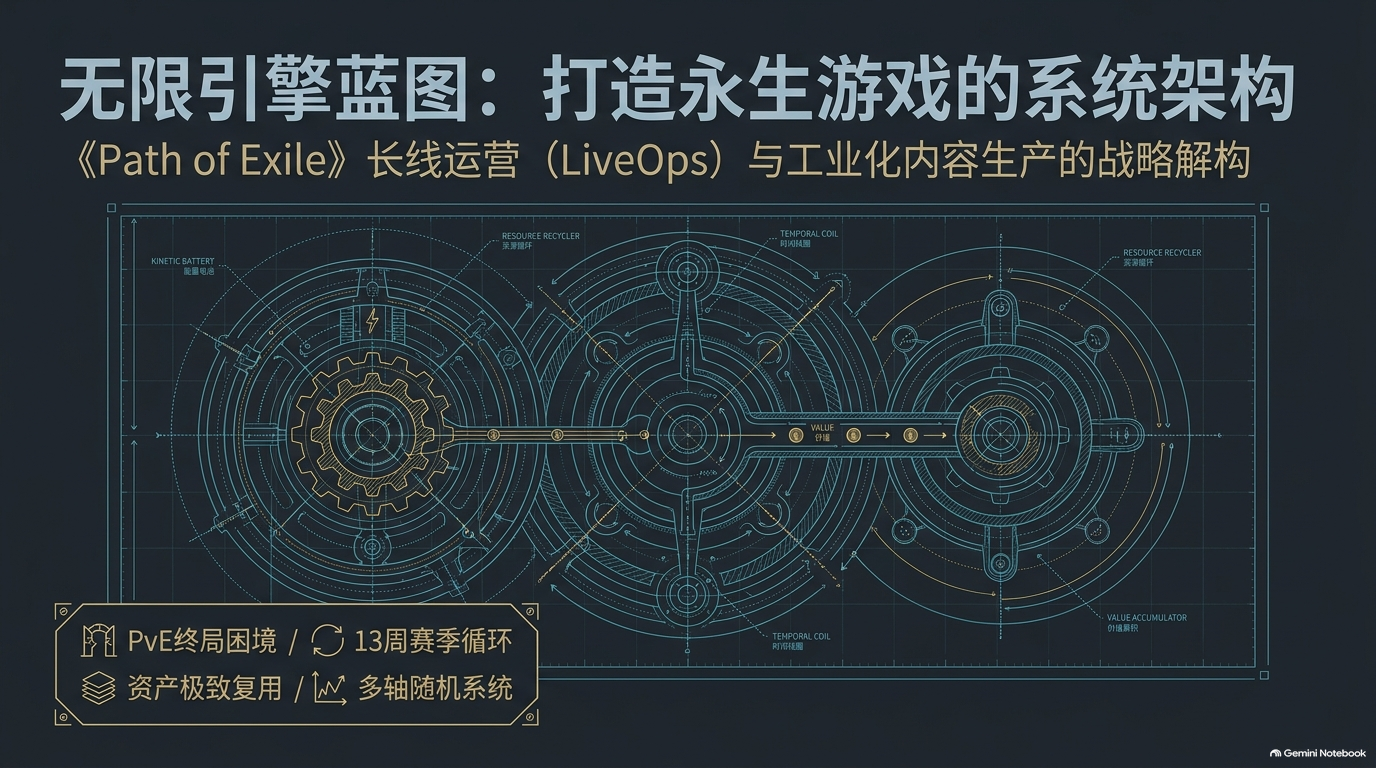 无限引擎蓝图：打造永生游戏的系统架构
《Path of Exile》长线运营（LiveOps）与工业化内容生产的战略解构
KINETIC BATTERY
RESOURCE RECYCLER
TEMPORAL COIL
RESOURCE RECYCLER
VALUE
TEMPORAL COIL
VALUE ACCUMULATOR
PvE终局困境 / 13周赛季循环
资产极致复用 / 多轴随机系统
Gemini Notebook